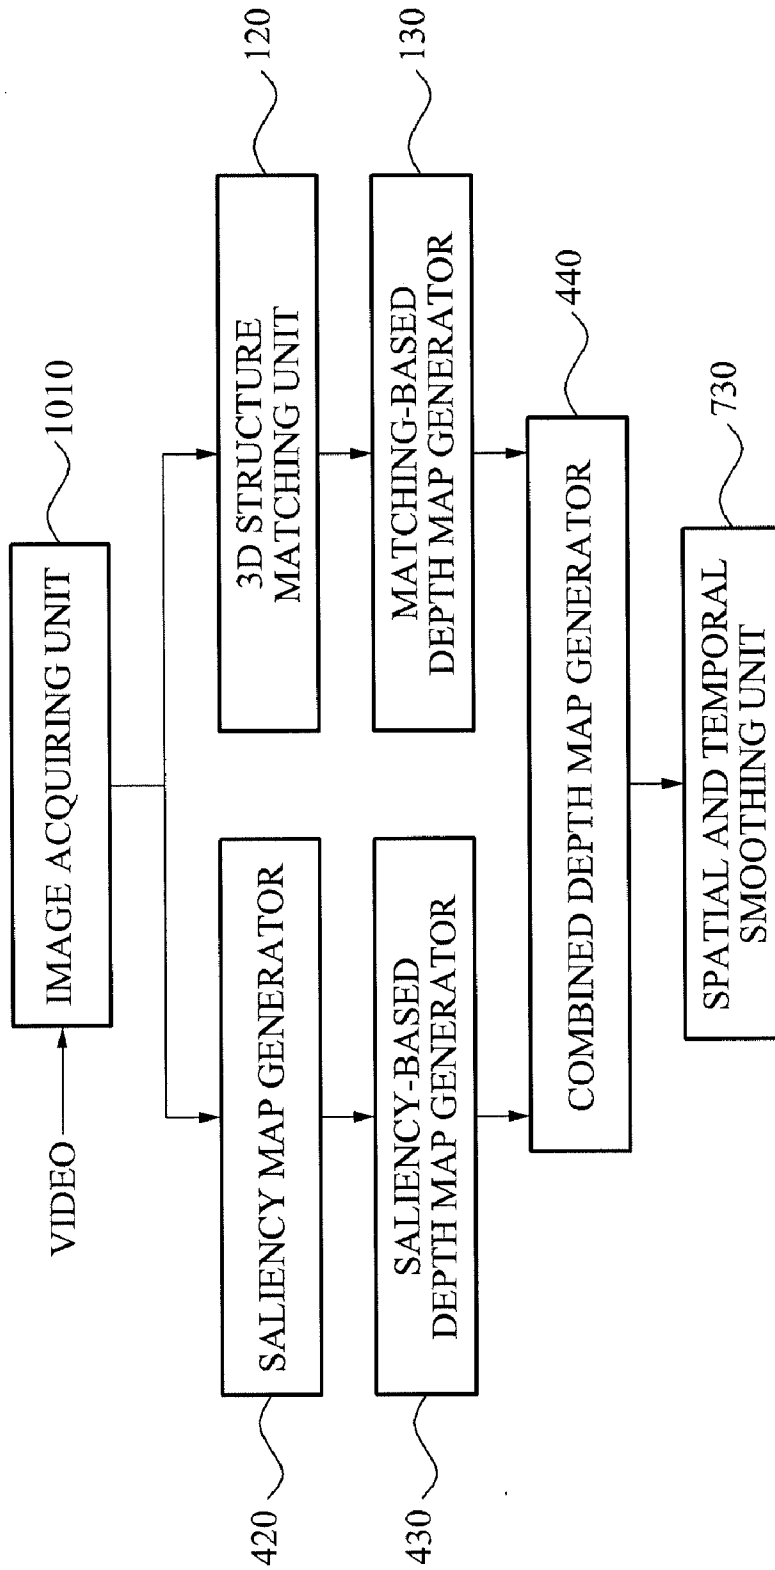 VIDEO
IMAGE ACQUIRING UNIT
1010
420
SALIENCY MAP GENERATOR
3D STRUCTURE
MATCHING UNIT
120
430
SALIENCY-BASED
DEPTH MAP GENERATOR
MATCHING-BASED
DEPTH MAP GENERATOR
130
COMBINED DEPTH MAP GENERATOR
440
SPATIAL AND TEMPORAL
SMOOTHING UNIT
730